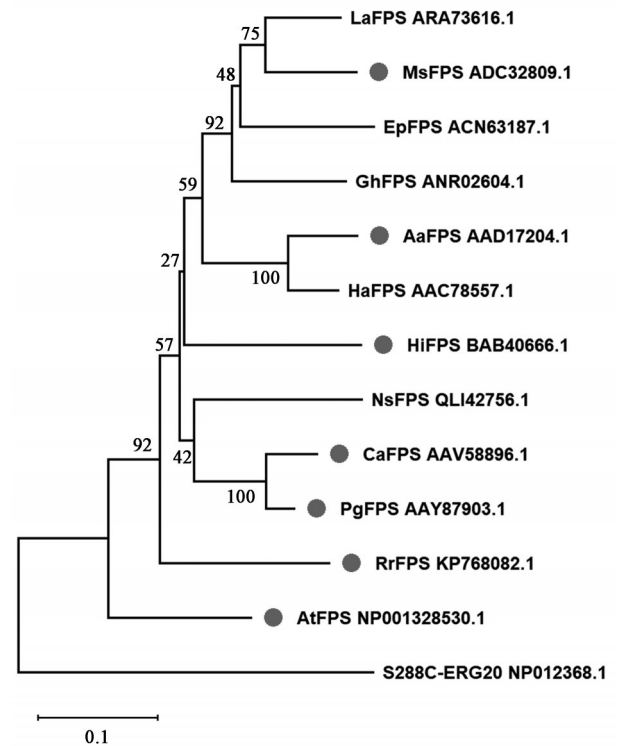 75
LaFPS ARA73616.1
48
MsFPS ADC32809.1
92
EpFPS ACN63187.1
GhFPS ANR02604.1
59
AaFPS AAD17204.1
27
100
HaFPS AAC78557.1
57
HiFPS BAB40666.1
NsFPS QLI42756.1
92
42
CaFPS AAV58896.1
100
PgFPS AAY87903.1
RrFPS KP768082.1
AtFPS NP001328530.1
S288C-ERG20 NP012368.1
0.1